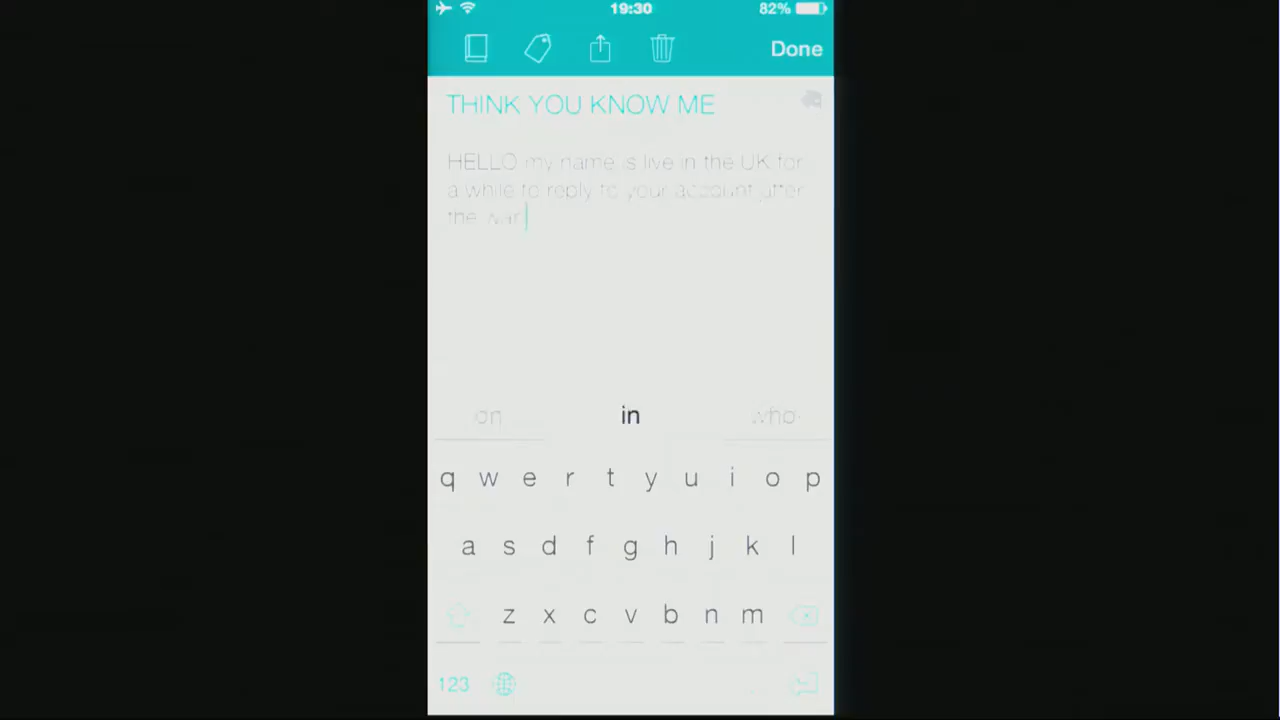 19:30
82%
Done
THINK YOU KNOW ME
HELLO my name is live in the UK for
a while to reply to your account after
the war
on in who
q w e r t y u i o p
a s d f g h j k l
z x c v b n m
123